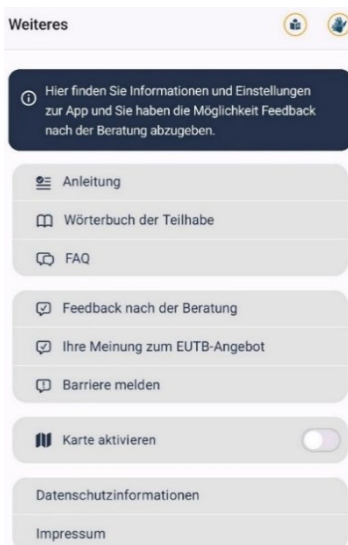 Weiteres
Hier finden Sie Informationen und Einstellungen
zur App und Sie haben die Möglichkeit Feedback
nach der Beratung abzugeben.
Anleitung
Wörterbuch der Teilhabe
FAQ
Feedback nach der Beratung
Ihre Meinung zum EUTB-Angebot
Barriere melden
Karte aktivieren
Datenschutzinformationen
Impressum